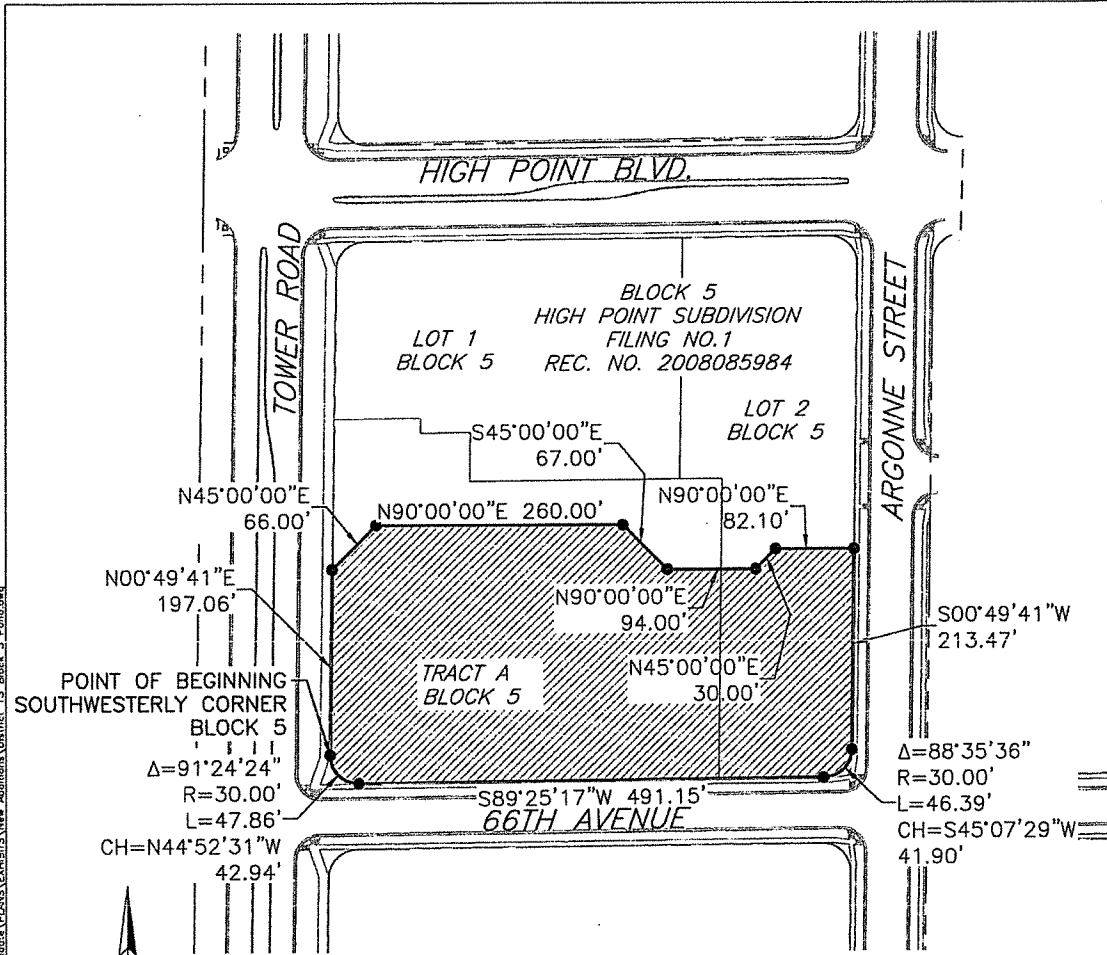 HIGH POINT BLVD.
TOWER ROAD
ARGONNE STREET
BLOCK 5
HIGH POINT SUBDIVISION
FILING NO.1
REC. NO. 2008085984
LOT 1
BLOCK 5
LOT 2
BLOCK 5
S45°00'00"E
67.00'
N45°00'00"E
66.00'
N90°00'00"E 260.00'
N90°00'00"E
82.10'
N00°49'41"E
197.06'
N90°00'00"E
94.00'
S00°49'41"W
213.47'
N45°00'00"E
30.00'
TRACT A
BLOCK 5
POINT OF BEGINNING
SOUTHWESTERLY CORNER
BLOCK 5
Δ=91°24'24"
R=30.00'
L=47.86'
CH=N44°52'31"W
42.94'
S89°25'17"W 491.15'
66TH AVENUE
Δ=88°35'36"
R=30.00'
L=46.39'
CH=S45°07'29"W
41.90'